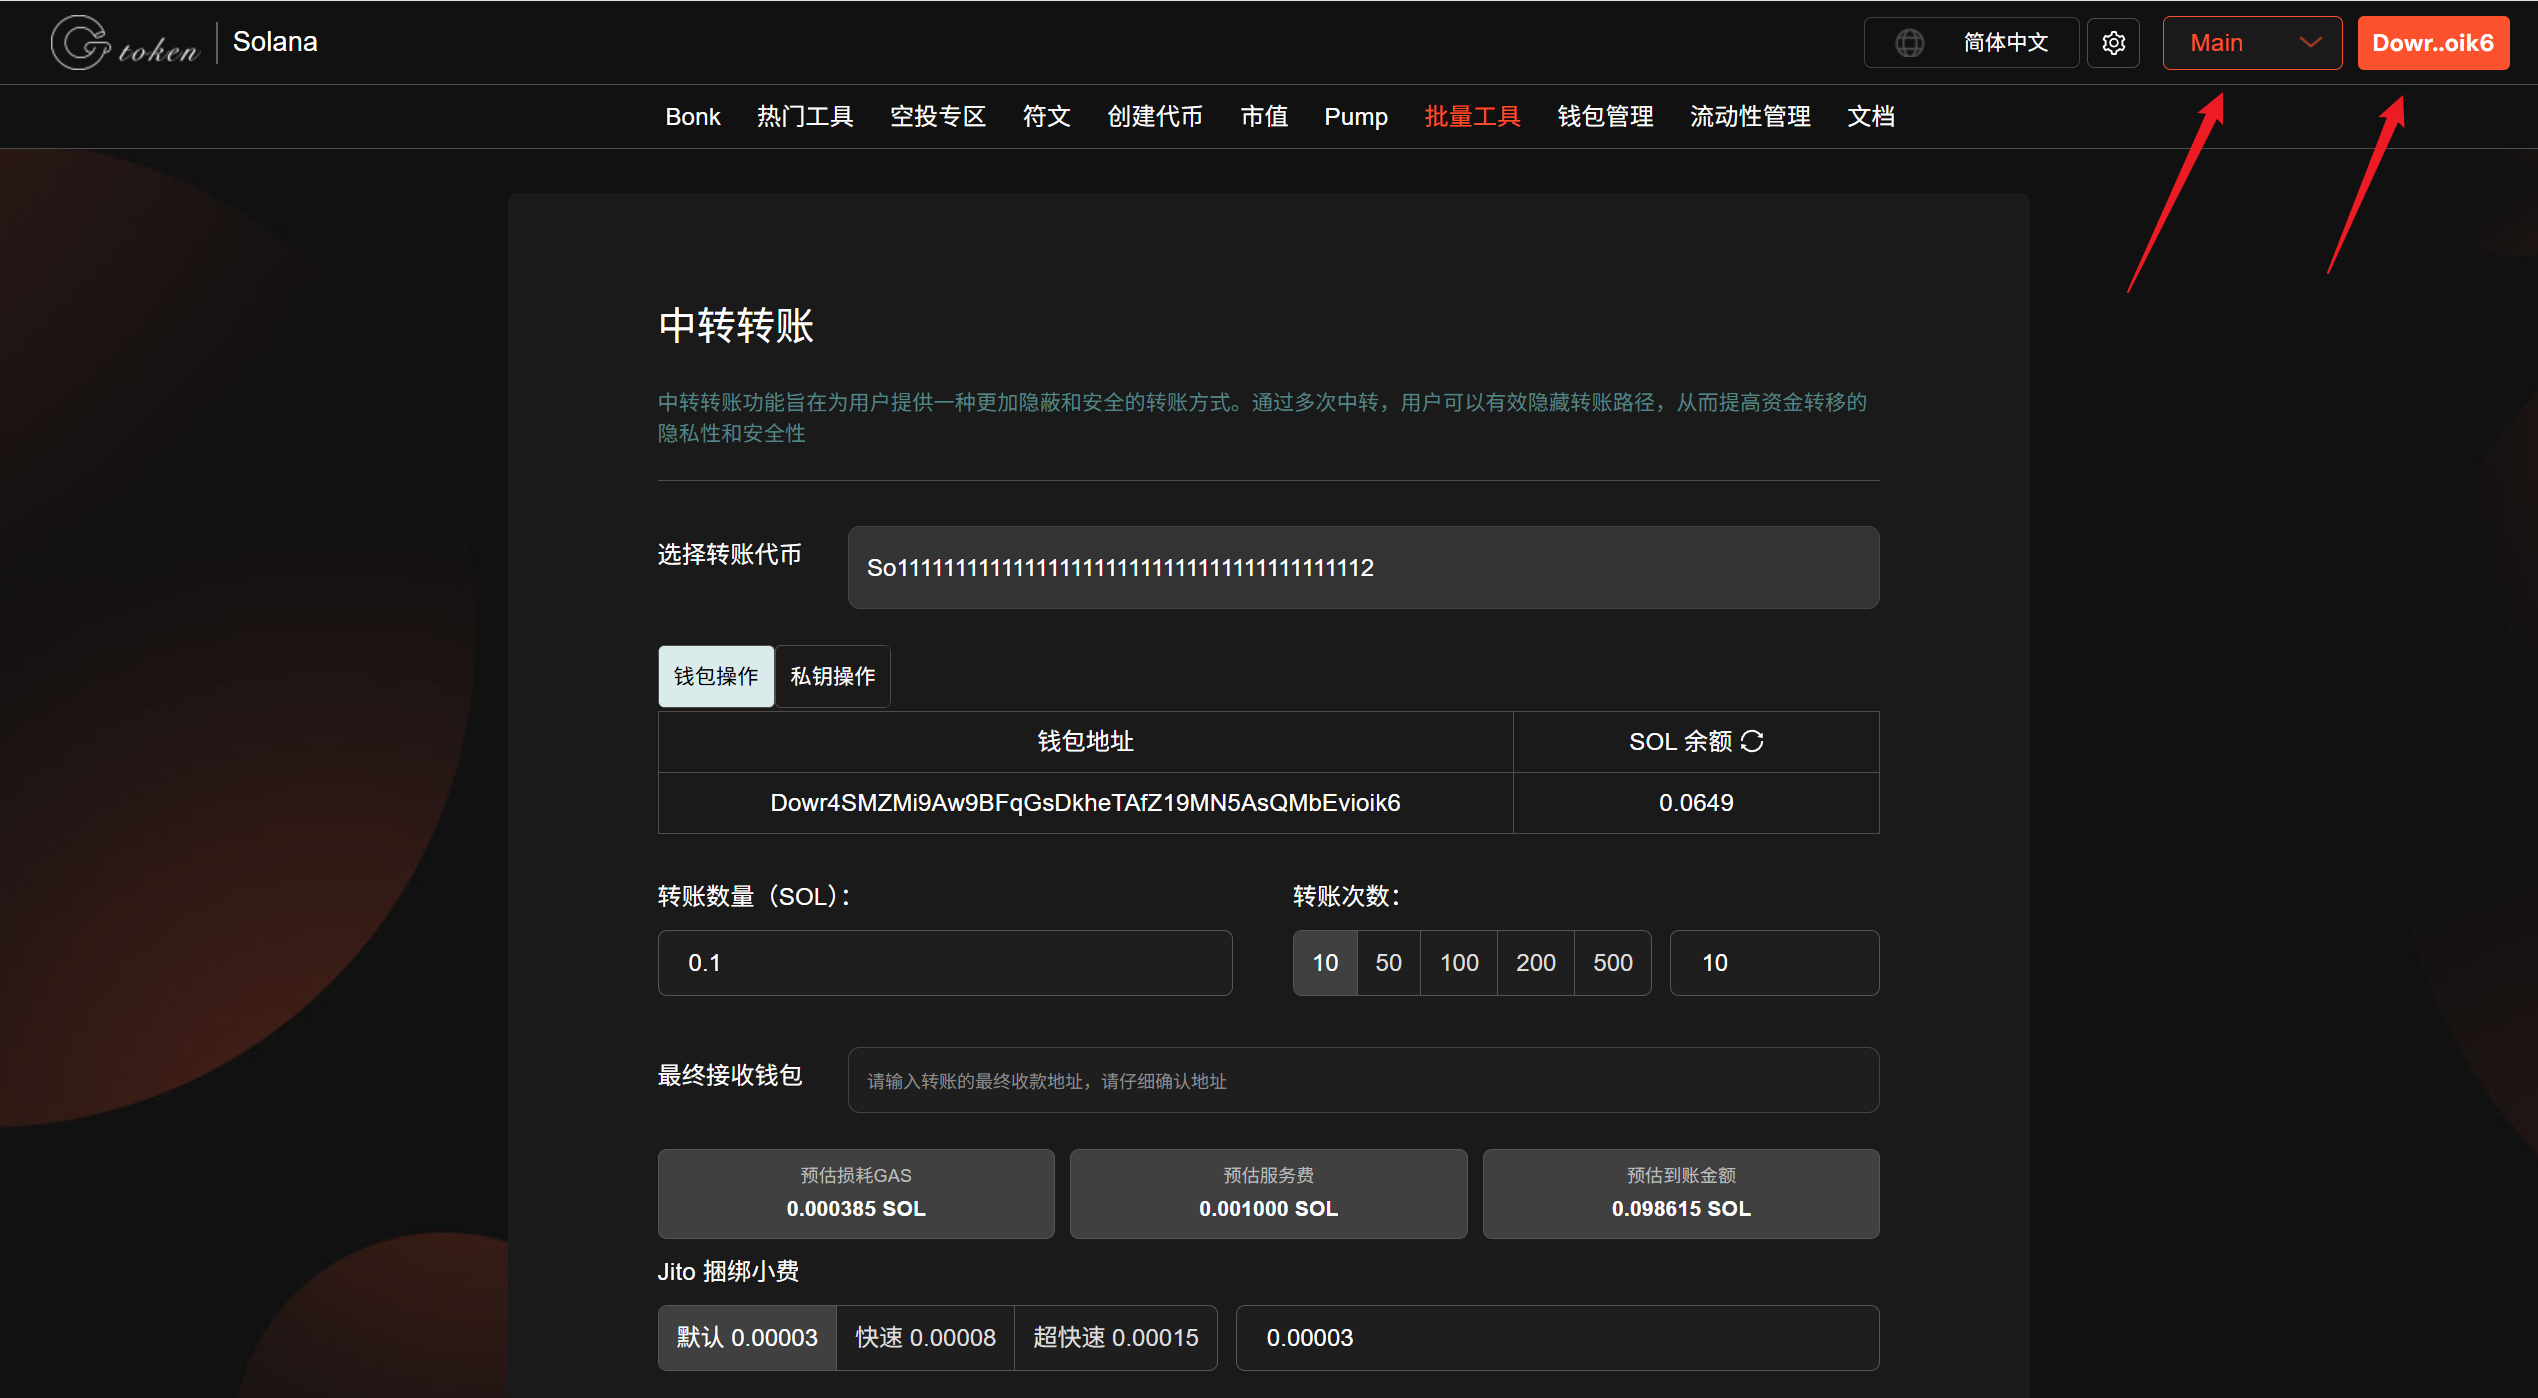 GT token
Solana
简体中文
Main
Dowr..oik6
Bonk 热门工具 空投专区 符文 创建代币 市值 Pump 批量工具 钱包管理 流动性管理 文档
中转转账
中转转账功能旨在为用户提供一种更加隐蔽和安全的转账方式。通过多次中转，用户可以有效隐藏转账路径，从而提高资金转移的
隐私性和安全性
选择转账代币
So11111111111111111111111111111111111111112
钱包操作 私钥操作
钱包地址 SOL 余额
Dowr4SMZMi9Aw9BFqGsDkheTAfZ19MN5AsQMbEvioik6 0.0649
转账数量（SOL）： 转账次数：
0.1 10 50 100 200 500 10
最终接收钱包 请输入转账的最终收款地址，请仔细确认地址
预估损耗GAS 预估服务费 预估到账金额
0.000385 SOL 0.001000 SOL 0.098615 SOL
Jito 捆绑小费
默认 0.00003 快速 0.00008 超快速 0.00015 0.00003